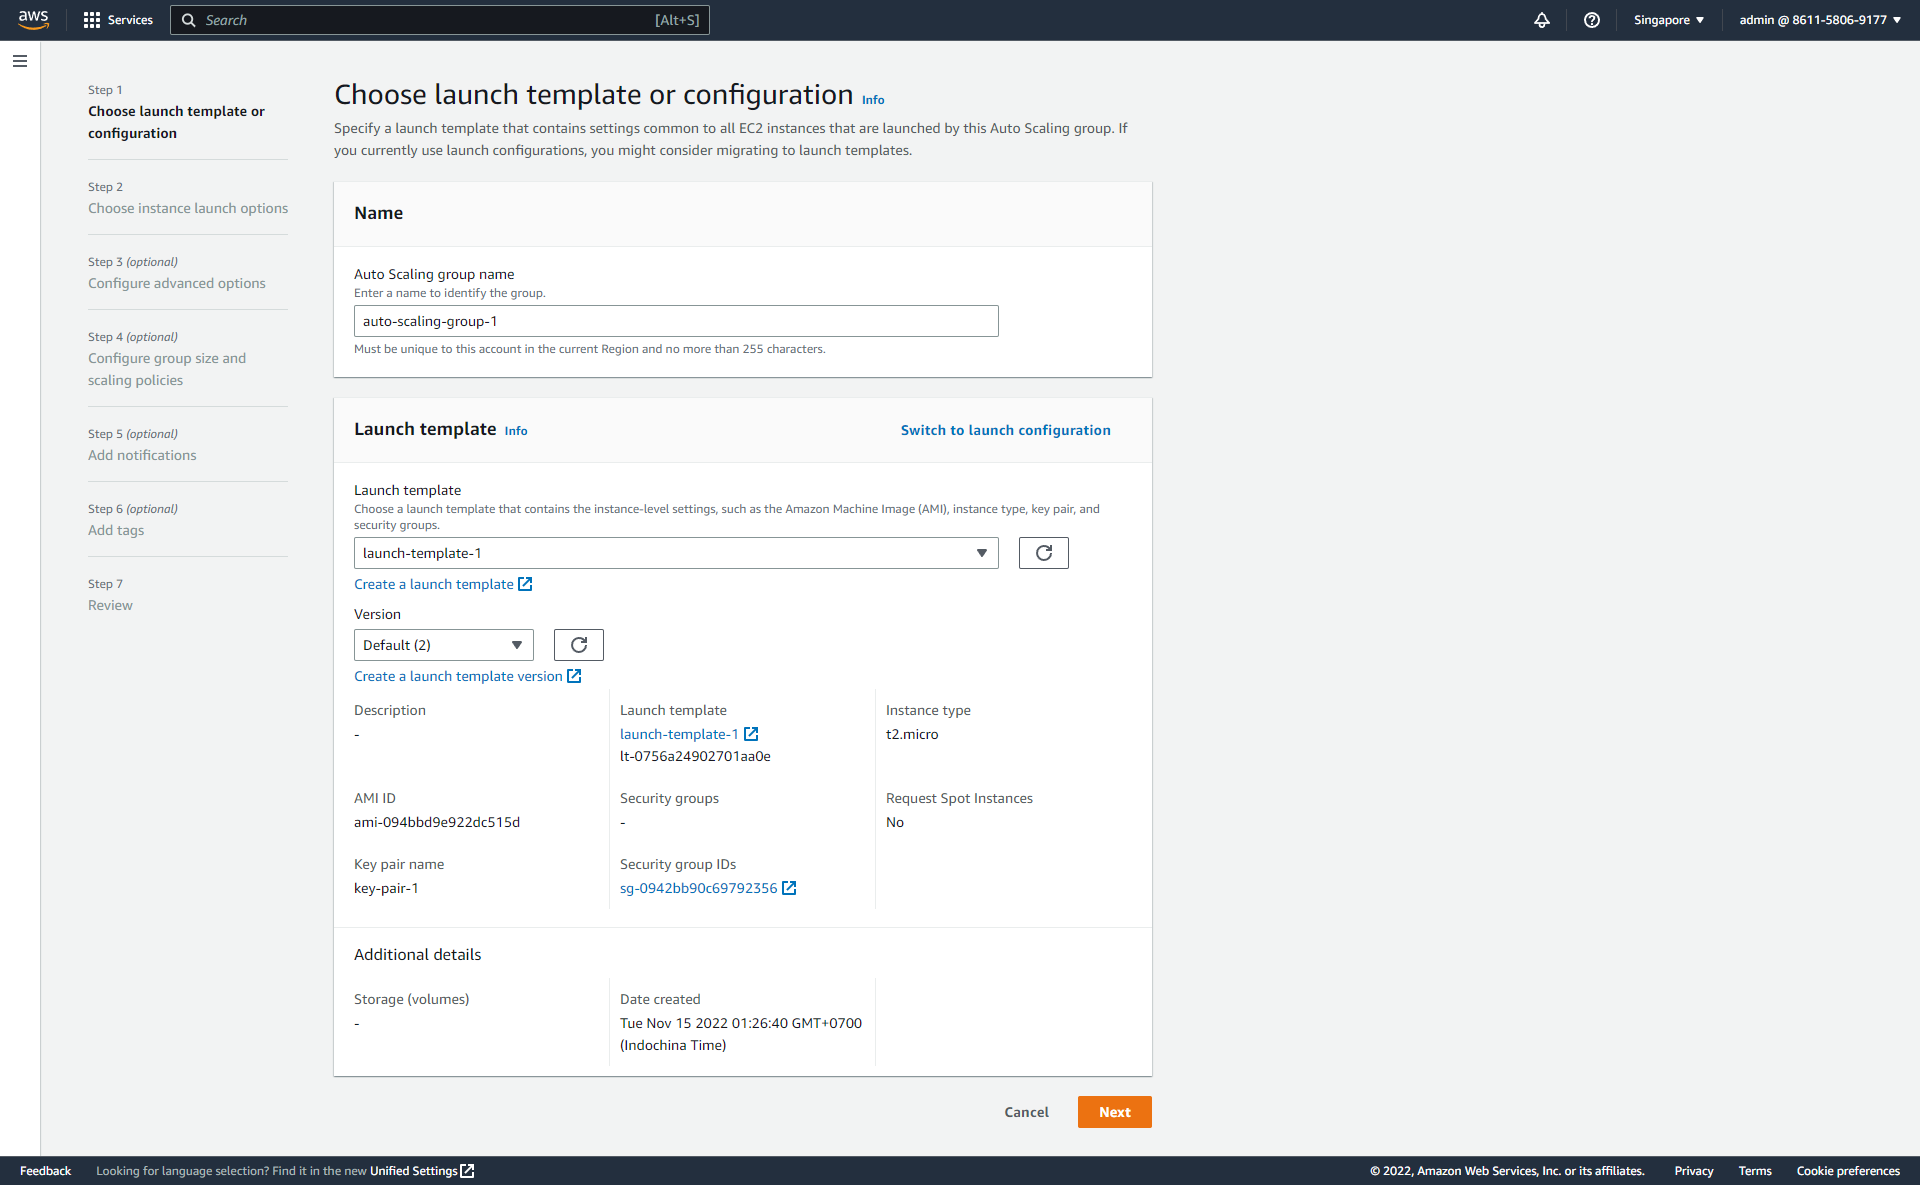 aws
Services
Search
[Alt+S]
Singapore
admin @ 8611-5806-9177
Step 1
Choose launch template or
configuration
Step 2
Choose instance launch options
Step 3 (optional)
Configure advanced options
Step 4 (optional)
Configure group size and
scaling policies
Step 5 (optional)
Add notifications
Step 6 (optional)
Add tags
Step 7
Review
Choose launch template or configuration Info
Specify a launch template that contains settings common to all EC2 instances that are launched by this Auto Scaling group. If
you currently use launch configurations, you might consider migrating to launch templates.
Name
Auto Scaling group name
Enter a name to identify the group.
auto-scaling-group-1
Must be unique to this account in the current Region and no more than 255 characters.
Launch template Info
Switch to launch configuration
Launch template
Choose a launch template that contains the instance-level settings, such as the Amazon Machine Image (AMI), instance type, key pair, and
security groups.
launch-template-1
Create a launch template
Version
Default (2)
Create a launch template version
Description
-
Launch template
launch-template-1
lt-0756a24902701aa0e
Instance type
t2.micro
AMI ID
ami-094bbd9e922dc515d
Security groups
-
Request Spot Instances
No
Key pair name
key-pair-1
Security group IDs
sg-0942bb90c69792356
Additional details
Storage (volumes)
-
Date created
Tue Nov 15 2022 01:26:40 GMT+0700
(Indochina Time)
Cancel
Next
Feedback
Looking for language selection? Find it in the new Unified Settings
© 2022, Amazon Web Services, Inc. or its affiliates.
Privacy
Terms
Cookie preferences